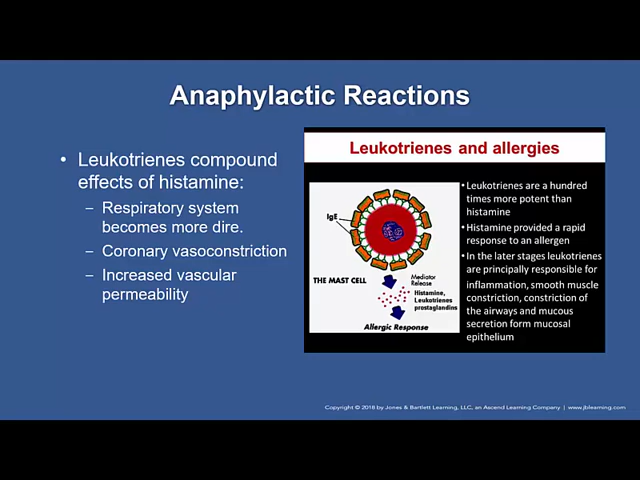 Anaphylactic Reactions
• Leukotrienes compound
effects of histamine:
– Respiratory system
becomes more dire.
– Coronary vasoconstriction
– Increased vascular
permeability
Leukotrienes and allergies
IgE
THE MAST CELL
Mediator
Release
Histamine,
Leukotrienes
prostaglandins
Allergic Response
•Leukotrienes are a hundred
times more potent than
histamine
•Histamine provided a rapid
response to an allergen
•In the later stages leukotrienes
are principally responsible for
inflammation, smooth muscle
constriction, constriction of
the airways and mucous
secretion form mucosal
epithelium
Copyright © 2018 by Jones & Bartlett Learning, LLC, an Ascend Learning Company | www.jblearning.com